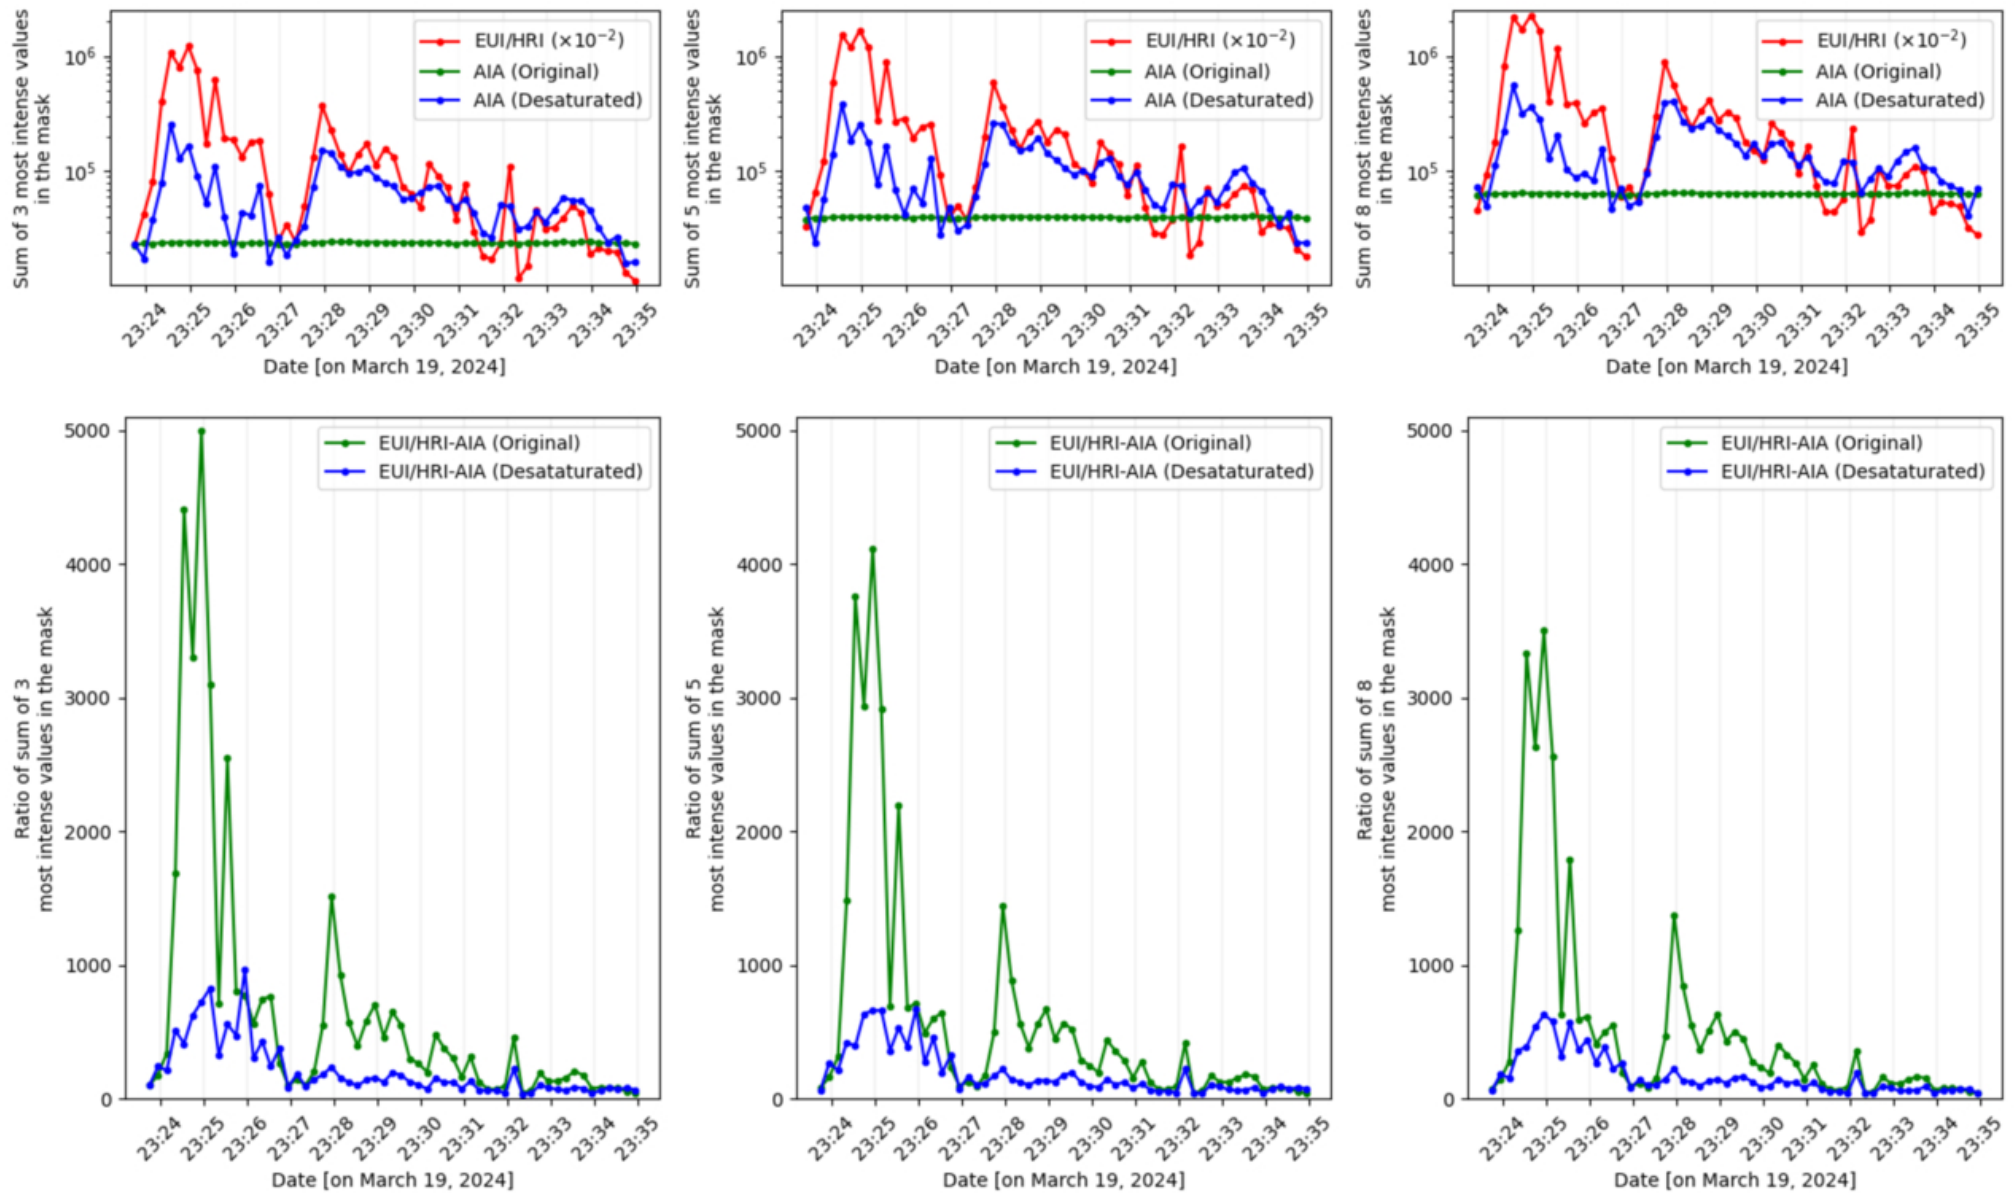 Sum of 3 most intense values
in the mask
10^6
10^5
EUI/HRI (×10^−2)
AIA (Original)
AIA (Desaturated)
23:24 23:25 23:26 23:27 23:28 23:29 23:30 23:31 23:32 23:33 23:34 23:35
Date [on March 19, 2024]
Sum of 5 most intense values
in the mask
10^6
10^5
EUI/HRI (×10^−2)
AIA (Original)
AIA (Desaturated)
23:24 23:25 23:26 23:27 23:28 23:29 23:30 23:31 23:32 23:33 23:34 23:35
Date [on March 19, 2024]
Sum of 8 most intense values
in the mask
10^6
10^5
EUI/HRI (×10^−2)
AIA (Original)
AIA (Desaturated)
23:24 23:25 23:26 23:27 23:28 23:29 23:30 23:31 23:32 23:33 23:34 23:35
Date [on March 19, 2024]
Ratio of sum of 3
most intense values in the mask
5000
4000
3000
2000
1000
0
EUI/HRI-AIA (Original)
EUI/HRI-AIA (Desataturated)
23:24 23:25 23:26 23:27 23:28 23:29 23:30 23:31 23:32 23:33 23:34 23:35
Date [on March 19, 2024]
Ratio of sum of 5
most intense values in the mask
5000
4000
3000
2000
1000
0
EUI/HRI-AIA (Original)
EUI/HRI-AIA (Desataturated)
23:24 23:25 23:26 23:27 23:28 23:29 23:30 23:31 23:32 23:33 23:34 23:35
Date [on March 19, 2024]
Ratio of sum of 8
most intense values in the mask
5000
4000
3000
2000
1000
0
EUI/HRI-AIA (Original)
EUI/HRI-AIA (Desataturated)
23:24 23:25 23:26 23:27 23:28 23:29 23:30 23:31 23:32 23:33 23:34 23:35
Date [on March 19, 2024]